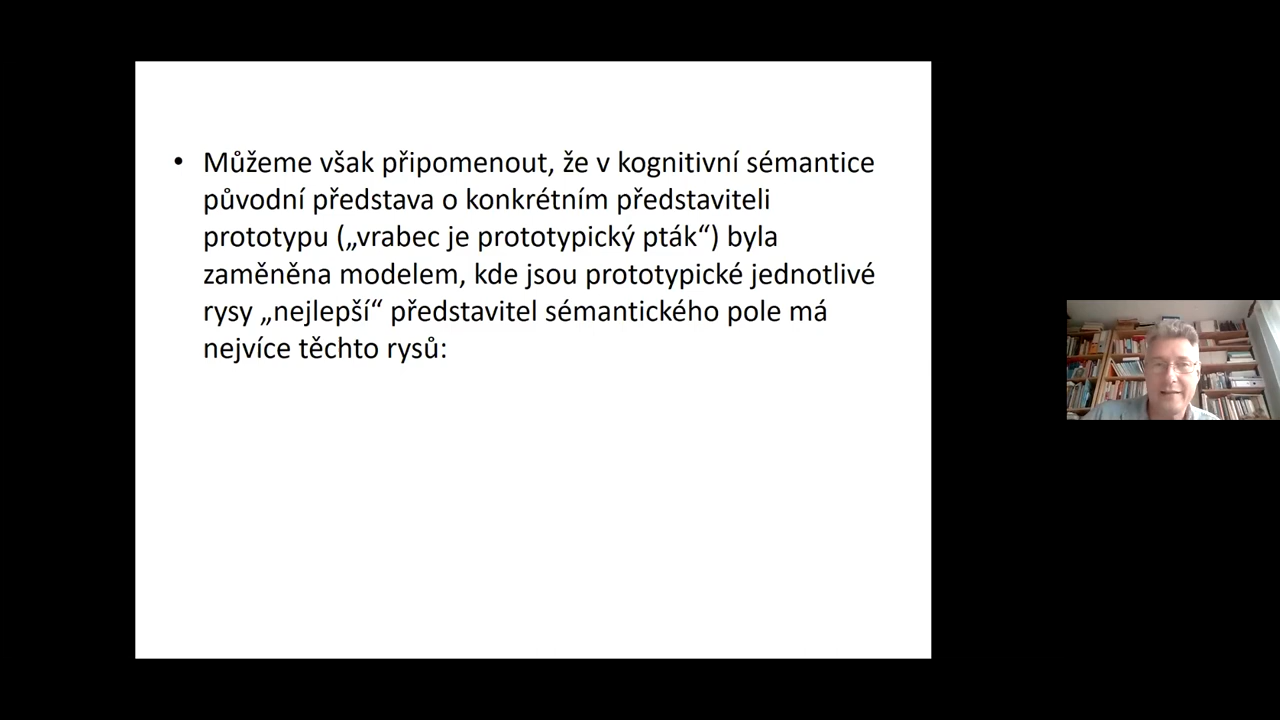 • Můžeme však připomenout, že v kognitivní sémantice
původní představa o konkrétním představiteli
prototypu („vrabec je prototypický pták“) byla
zaměněna modelem, kde jsou prototypické jednotlivé
rysy „nejlepší“ představitel sémantického pole má
nejvíce těchto rysů: